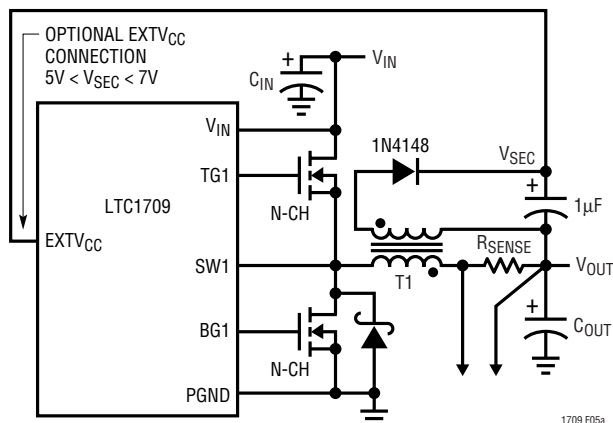 OPTIONAL EXTVCC
CONNECTION
5V < VSEC < 7V
+
CIN
VIN
VIN
1N4148
VSEC
TG1
+
1µF
LTC1709
N-CH
RSENSE
EXTVCC
SW1
T1
VOUT
+
COUT
BG1
N-CH
PGND
1709 F05a